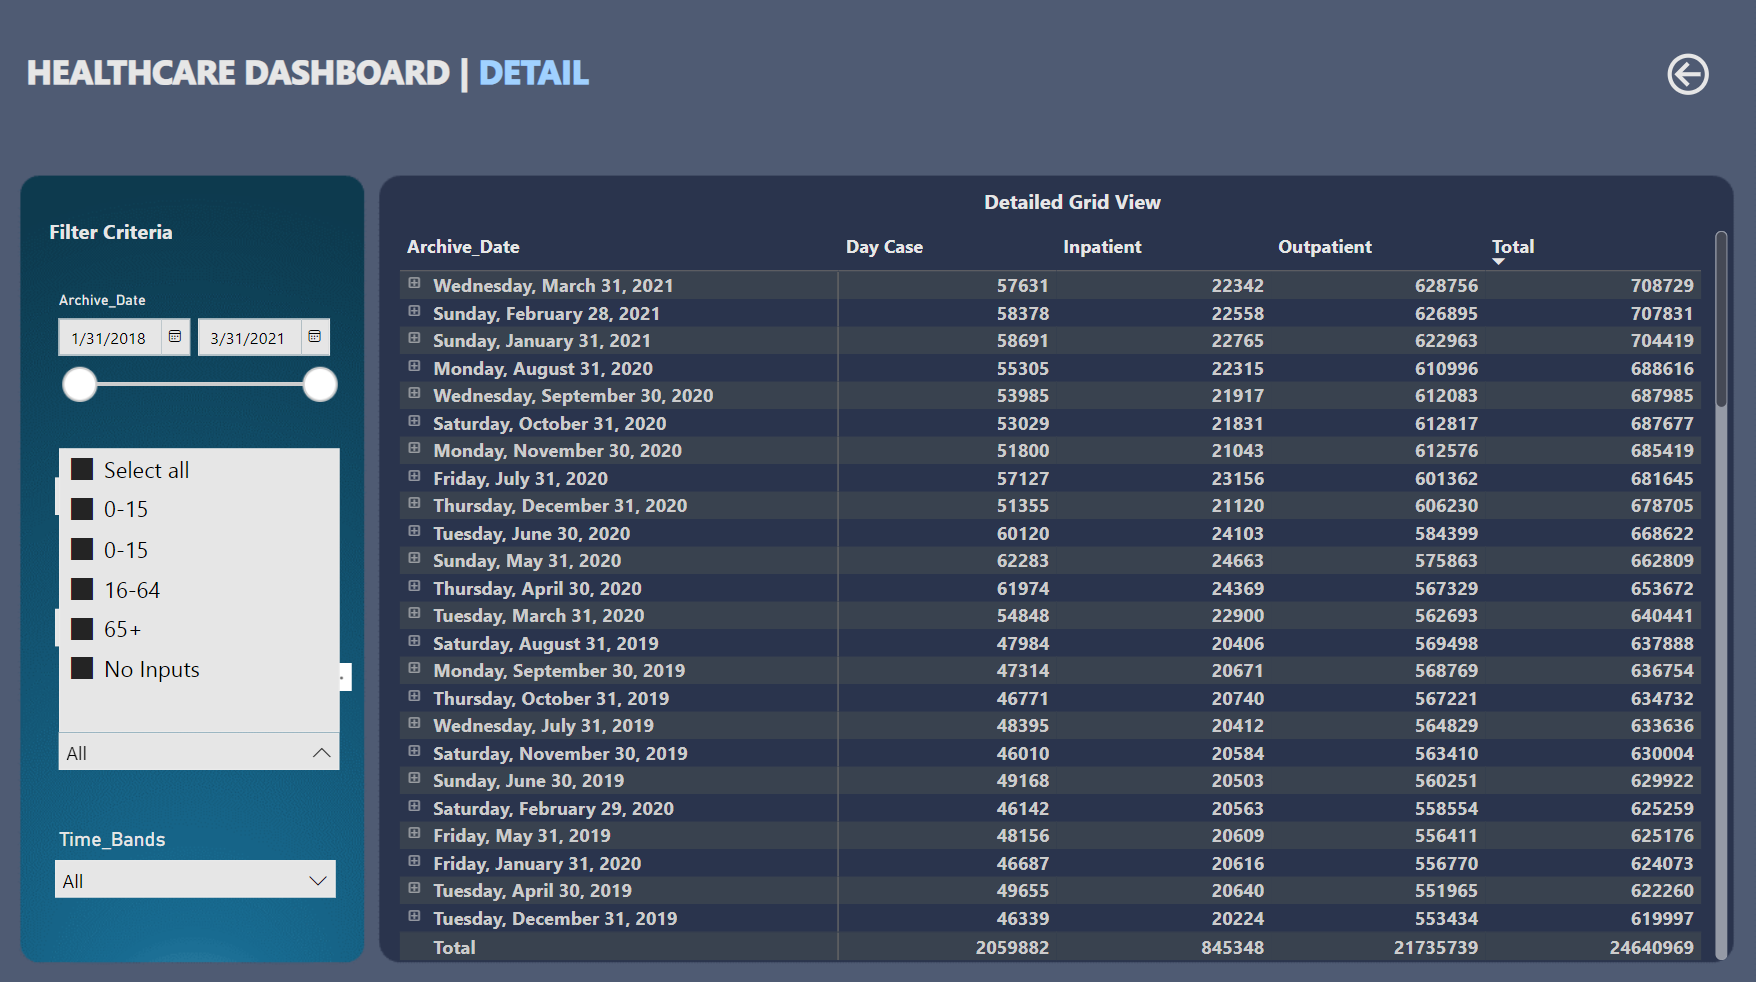 HEALTHCARE DASHBOARD | DETAIL
Filter Criteria
Archive_Date
1/31/2018 3/31/2021
Select all
0-15
0-15
16-64
65+
No Inputs
All
Time_Bands
All
Detailed Grid View
Archive_Date Day Case Inpatient Outpatient Total
Wednesday, March 31, 2021 57631 22342 628756 708729
Sunday, February 28, 2021 58378 22558 626895 707831
Sunday, January 31, 2021 58691 22765 622963 704419
Monday, August 31, 2020 55305 22315 610996 688616
Wednesday, September 30, 2020 53985 21917 612083 687985
Saturday, October 31, 2020 53029 21831 612817 687677
Monday, November 30, 2020 51800 21043 612576 685419
Friday, July 31, 2020 57127 23156 601362 681645
Thursday, December 31, 2020 51355 21120 606230 678705
Tuesday, June 30, 2020 60120 24103 584399 668622
Sunday, May 31, 2020 62283 24663 575863 662809
Thursday, April 30, 2020 61974 24369 567329 653672
Tuesday, March 31, 2020 54848 22900 562693 640441
Saturday, August 31, 2019 47984 20406 569498 637888
Monday, September 30, 2019 47314 20671 568769 636754
Thursday, October 31, 2019 46771 20740 567221 634732
Wednesday, July 31, 2019 48395 20412 564829 633636
Saturday, November 30, 2019 46010 20584 563410 630004
Sunday, June 30, 2019 49168 20503 560251 629922
Saturday, February 29, 2020 46142 20563 558554 625259
Friday, May 31, 2019 48156 20609 556411 625176
Friday, January 31, 2020 46687 20616 556770 624073
Tuesday, April 30, 2019 49655 20640 551965 622260
Tuesday, December 31, 2019 46339 20224 553434 619997
Total 2059882 845348 21735739 24640969